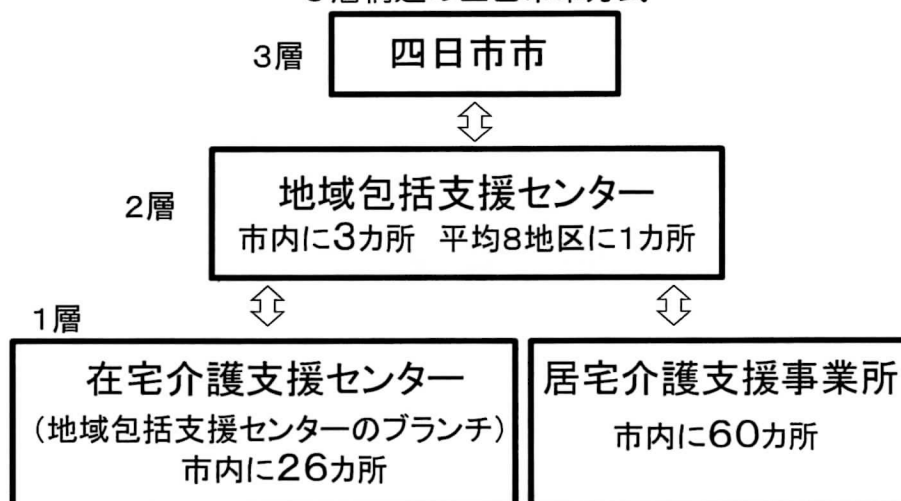 3層
四日市市
2層
地域包括支援センター
市内に3カ所 平均8地区に1カ所
1層
在宅介護支援センター
(地域包括支援センターのブランチ)
市内に26カ所
居宅介護支援事業所
市内に60カ所